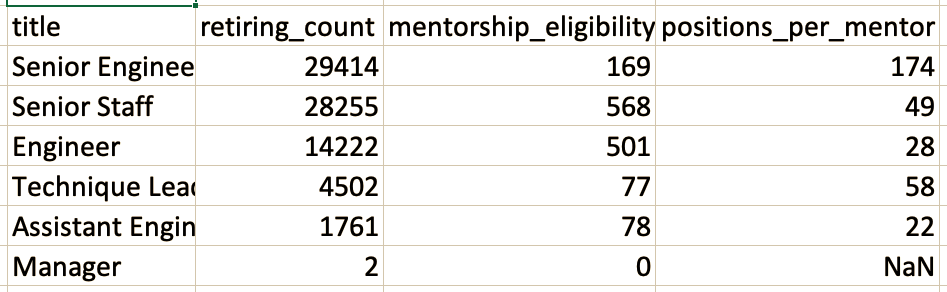 title retiring_count mentorship_eligibility positions_per_mentor
Senior Enginee 29414 169 174
Senior Staff 28255 568 49
Engineer 14222 501 28
Technique Lea 4502 77 58
Assistant Engin 1761 78 22
Manager 2 0 NaN